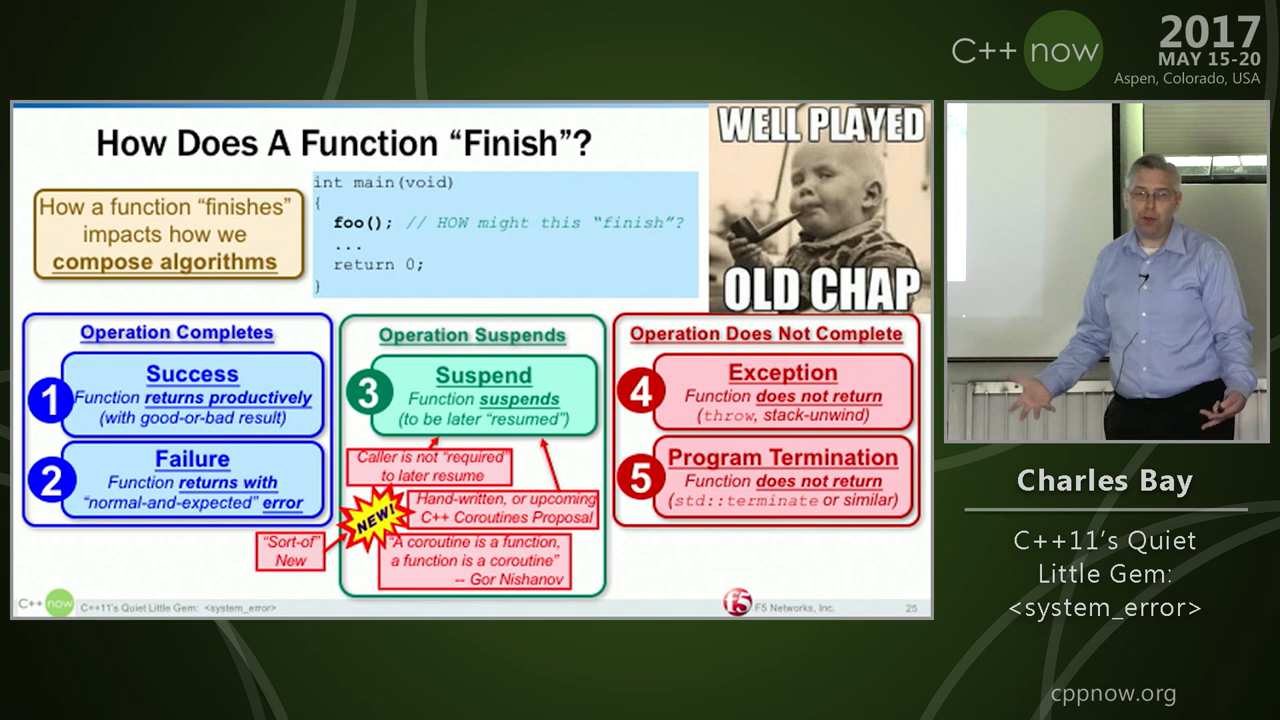 C++ now
2017
MAY 15-20
Aspen, Colorado, USA
How Does A Function “Finish”?
WELL PLAYED
OLD CHAP
How a function “finishes”
impacts how we
compose algorithms
int main(void)
{
foo(); // HOW might this “finish”?
...
return 0;
}
Operation Completes
1
Success
Function returns productively
(with good-or-bad result)
2
Failure
Function returns with
“normal-and-expected” error
Operation Suspends
3
Suspend
Function suspends
(to be later “resumed”)
Caller is not “required”
to later resume
NEW!
Hand-written, or upcoming
C++ Coroutines Proposal
“Sort-of”
New
“A coroutine is a function,
a function is a coroutine”
-- Gor Nishanov
Operation Does Not Complete
4
Exception
Function does not return
(throw, stack-unwind)
5
Program Termination
Function does not return
(std::terminate or similar)
C++ now
C++11’s Quiet Little Gem: <system_error>
f5
F5 Networks, Inc.
25
Charles Bay
C++11’s Quiet
Little Gem:
<system_error>
cppnow.org